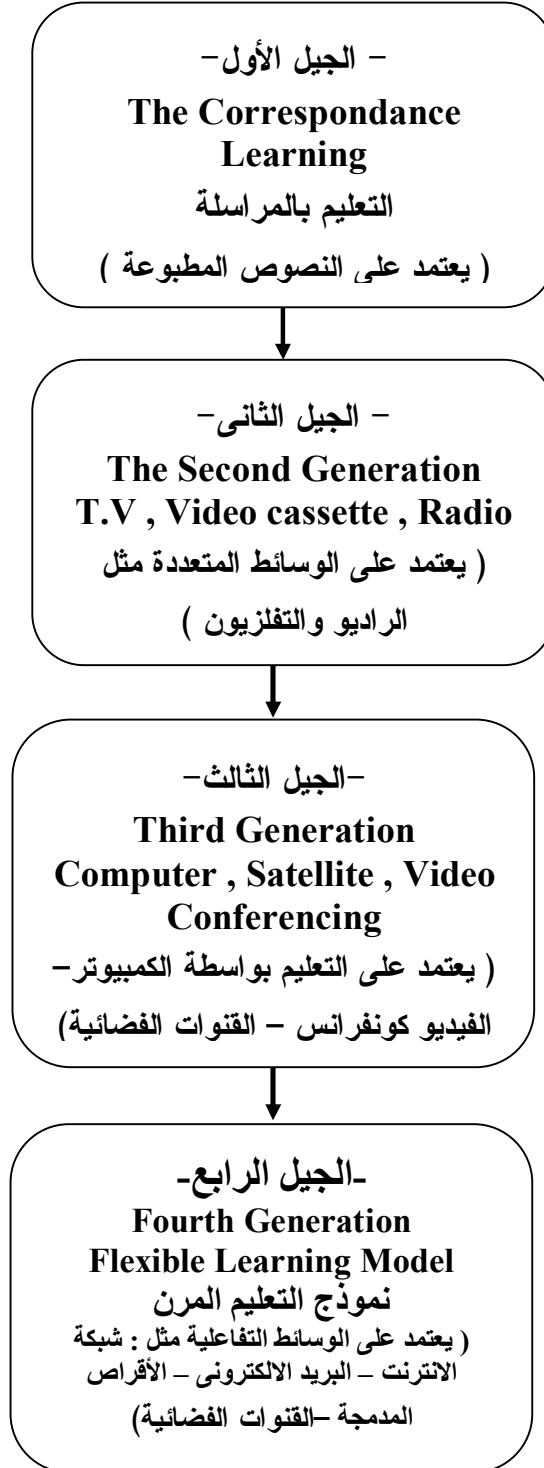 - الجيل الأول-
The Correspondance
Learning
التعليم بالمراسلة
( يعتمد على النصوص المطبوعة )
- الجيل الثانى-
The Second Generation
T.V , Video cassette , Radio
( يعتمد على الوسائط المتعددة مثل
الراديو والتفلزيون )
-الجيل الثالث-
Third Generation
Computer , Satellite , Video
Conferencing
( يعتمد على التعليم بواسطة الكمبيوتر–
الفيديو كونفرانس – القنوات الفضائية)
-الجيل الرابع-
Fourth Generation
Flexible Learning Model
نموذج التعليم المرن
( يعتمد على الوسائط التفاعلية مثل : شبكة
الانترنت – البريد الالكترونى – الأقراص
المدمجة –القنوات الفضائية)